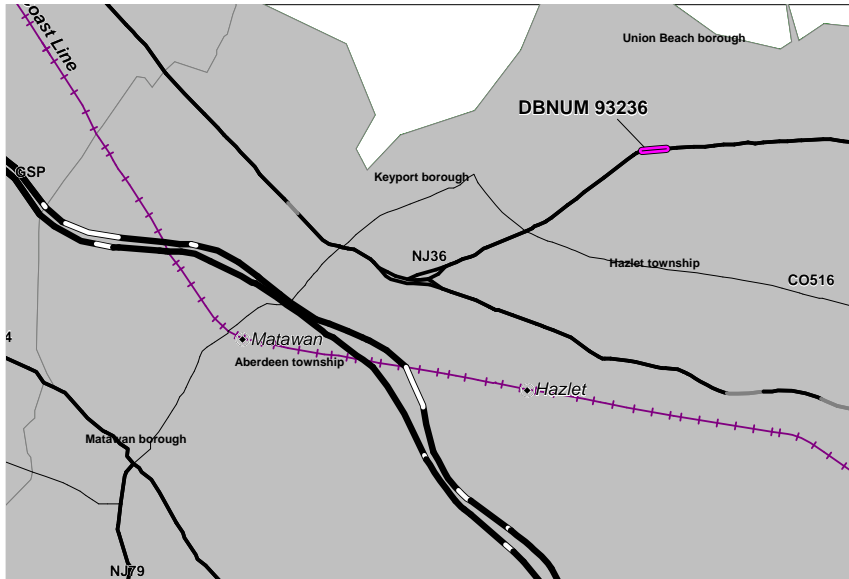 oast Line
Union Beach borough
DBNUM 93236
GSP
Keyport borough
NJ36
Hazlet township
CO516
4
Matawan
Aberdeen township
Hazlet
Matawan borough
NJ79